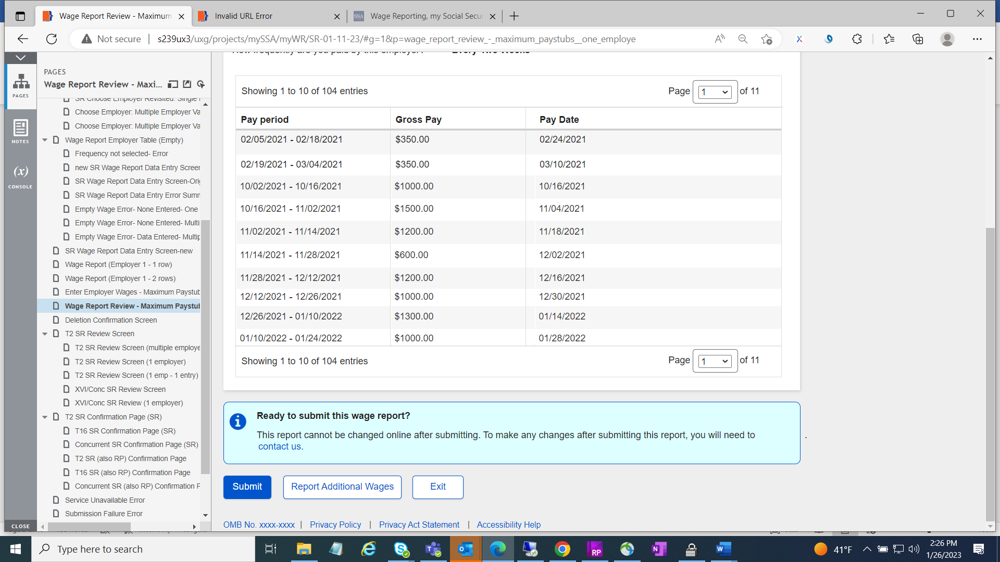 Wage Report Review - Maximum
Invalid URL Error
SSA
Wage Reporting, my Social Secur
Not secure
s239ux3/uxg/projects/mySSA/myWR/SR-01-11-23/#g=1&p=wage_report_review_-_maximum_paystubs__one_employe
PAGES
NOTES
(x)
CONSOLE
CLOSE
PAGES
Wage Report Review - Maxi...
SR Choose Employer Revisited: Single
Choose Employer: Multiple Employer Va
Choose Employer: Multiple Employer Va
Wage Report Employer Table (Empty)
Frequency not selected- Error
new SR Wage Report Data Entry Screen
SR Wage Report Data Entry Screen-Ori
SR Wage Report Data Entry Error Summ
Empty Wage Error- None Entered- One
Empty Wage Error- None Entered- Multi
Empty Wage Error- Data Entered- Multip
SR Wage Report Data Entry Screen-new
Wage Report (Employer 1 - 1 row)
Wage Report (Employer 1 - 2 rows)
Enter Employer Wages - Maximum Paystub
Wage Report Review - Maximum Paystub
Deletion Confirmation Screen
T2 SR Review Screen
T2 SR Review Screen (multiple employe
T2 SR Review Screen (1 employer)
T2 SR Review Screen (1 emp - 1 entry)
XVI/Conc SR Review Screen
XVI/Conc SR Review (1 employer)
T2 SR Confirmation Page (SR)
T16 SR Confirmation Page (SR)
Concurrent SR Confirmation Page (SR)
T2 SR (also RP) Confirmation Page
T16 SR (also RP) Confirmation Page
Concurrent SR (also RP) Confirmation P
Service Unavailable Error
Submission Failure Error
How frequently are you paid by this employer? Every Two Weeks
Showing 1 to 10 of 104 entries Page 1 of 11
Pay period Gross Pay Pay Date
02/05/2021 - 02/18/2021 $350.00 02/24/2021
02/19/2021 - 03/04/2021 $350.00 03/10/2021
10/02/2021 - 10/16/2021 $1000.00 10/16/2021
10/16/2021 - 11/02/2021 $1500.00 11/04/2021
11/02/2021 - 11/14/2021 $1200.00 11/18/2021
11/14/2021 - 11/28/2021 $600.00 12/02/2021
11/28/2021 - 12/12/2021 $1200.00 12/16/2021
12/12/2021 - 12/26/2021 $1000.00 12/30/2021
12/26/2021 - 01/10/2022 $1300.00 01/14/2022
01/10/2022 - 01/24/2022 $1000.00 01/28/2022
Showing 1 to 10 of 104 entries Page 1 of 11
Ready to submit this wage report?
This report cannot be changed online after submitting. To make any changes after submitting this report, you will need to
contact us.
.
Submit Report Additional Wages Exit
OMB No. xxxx-xxxx | Privacy Policy | Privacy Act Statement | Accessibility Help
Type here to search
41°F
2:26 PM
1/26/2023